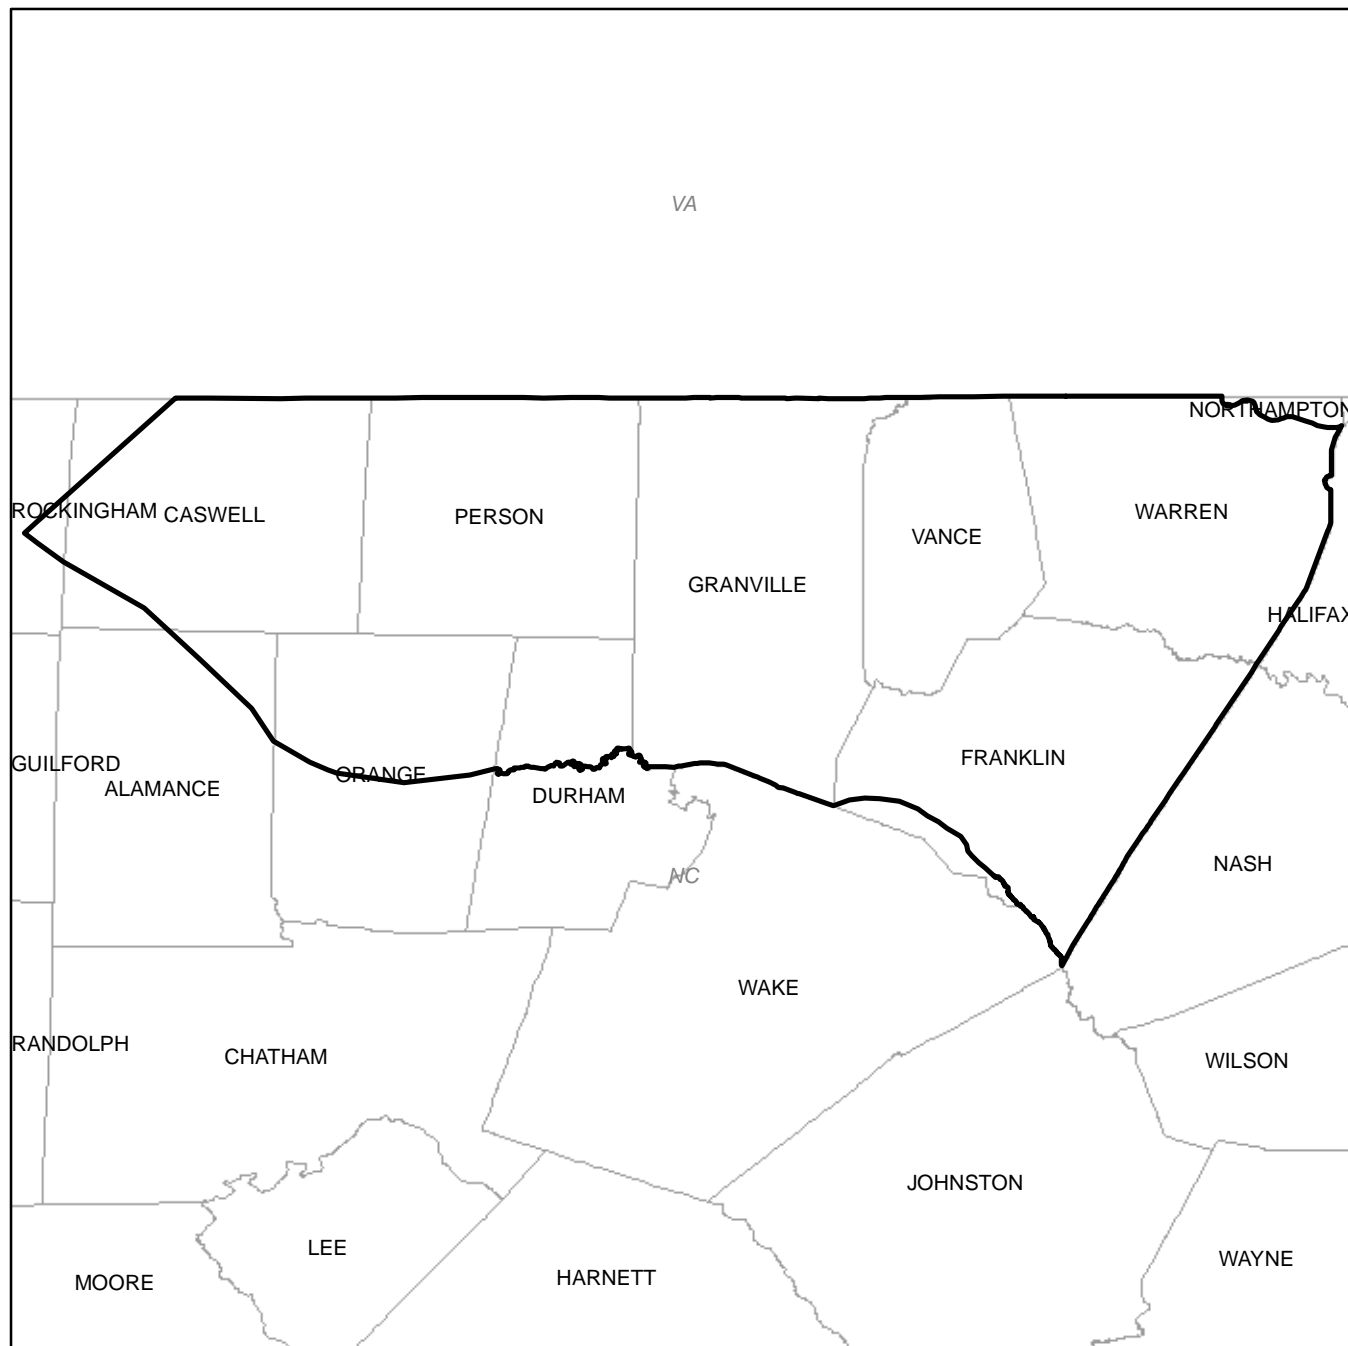 VA
NORTHAMPTON
ROCKINGHAM
CASWELL
PERSON
WARREN
VANCE
GRANVILLE
HALIFAX
FRANKLIN
GUILFORD
ORANGE
ALAMANCE
DURHAM
NASH
NC
WAKE
RANDOLPH
CHATHAM
WILSON
JOHNSTON
LEE
WAYNE
MOORE
HARNETT